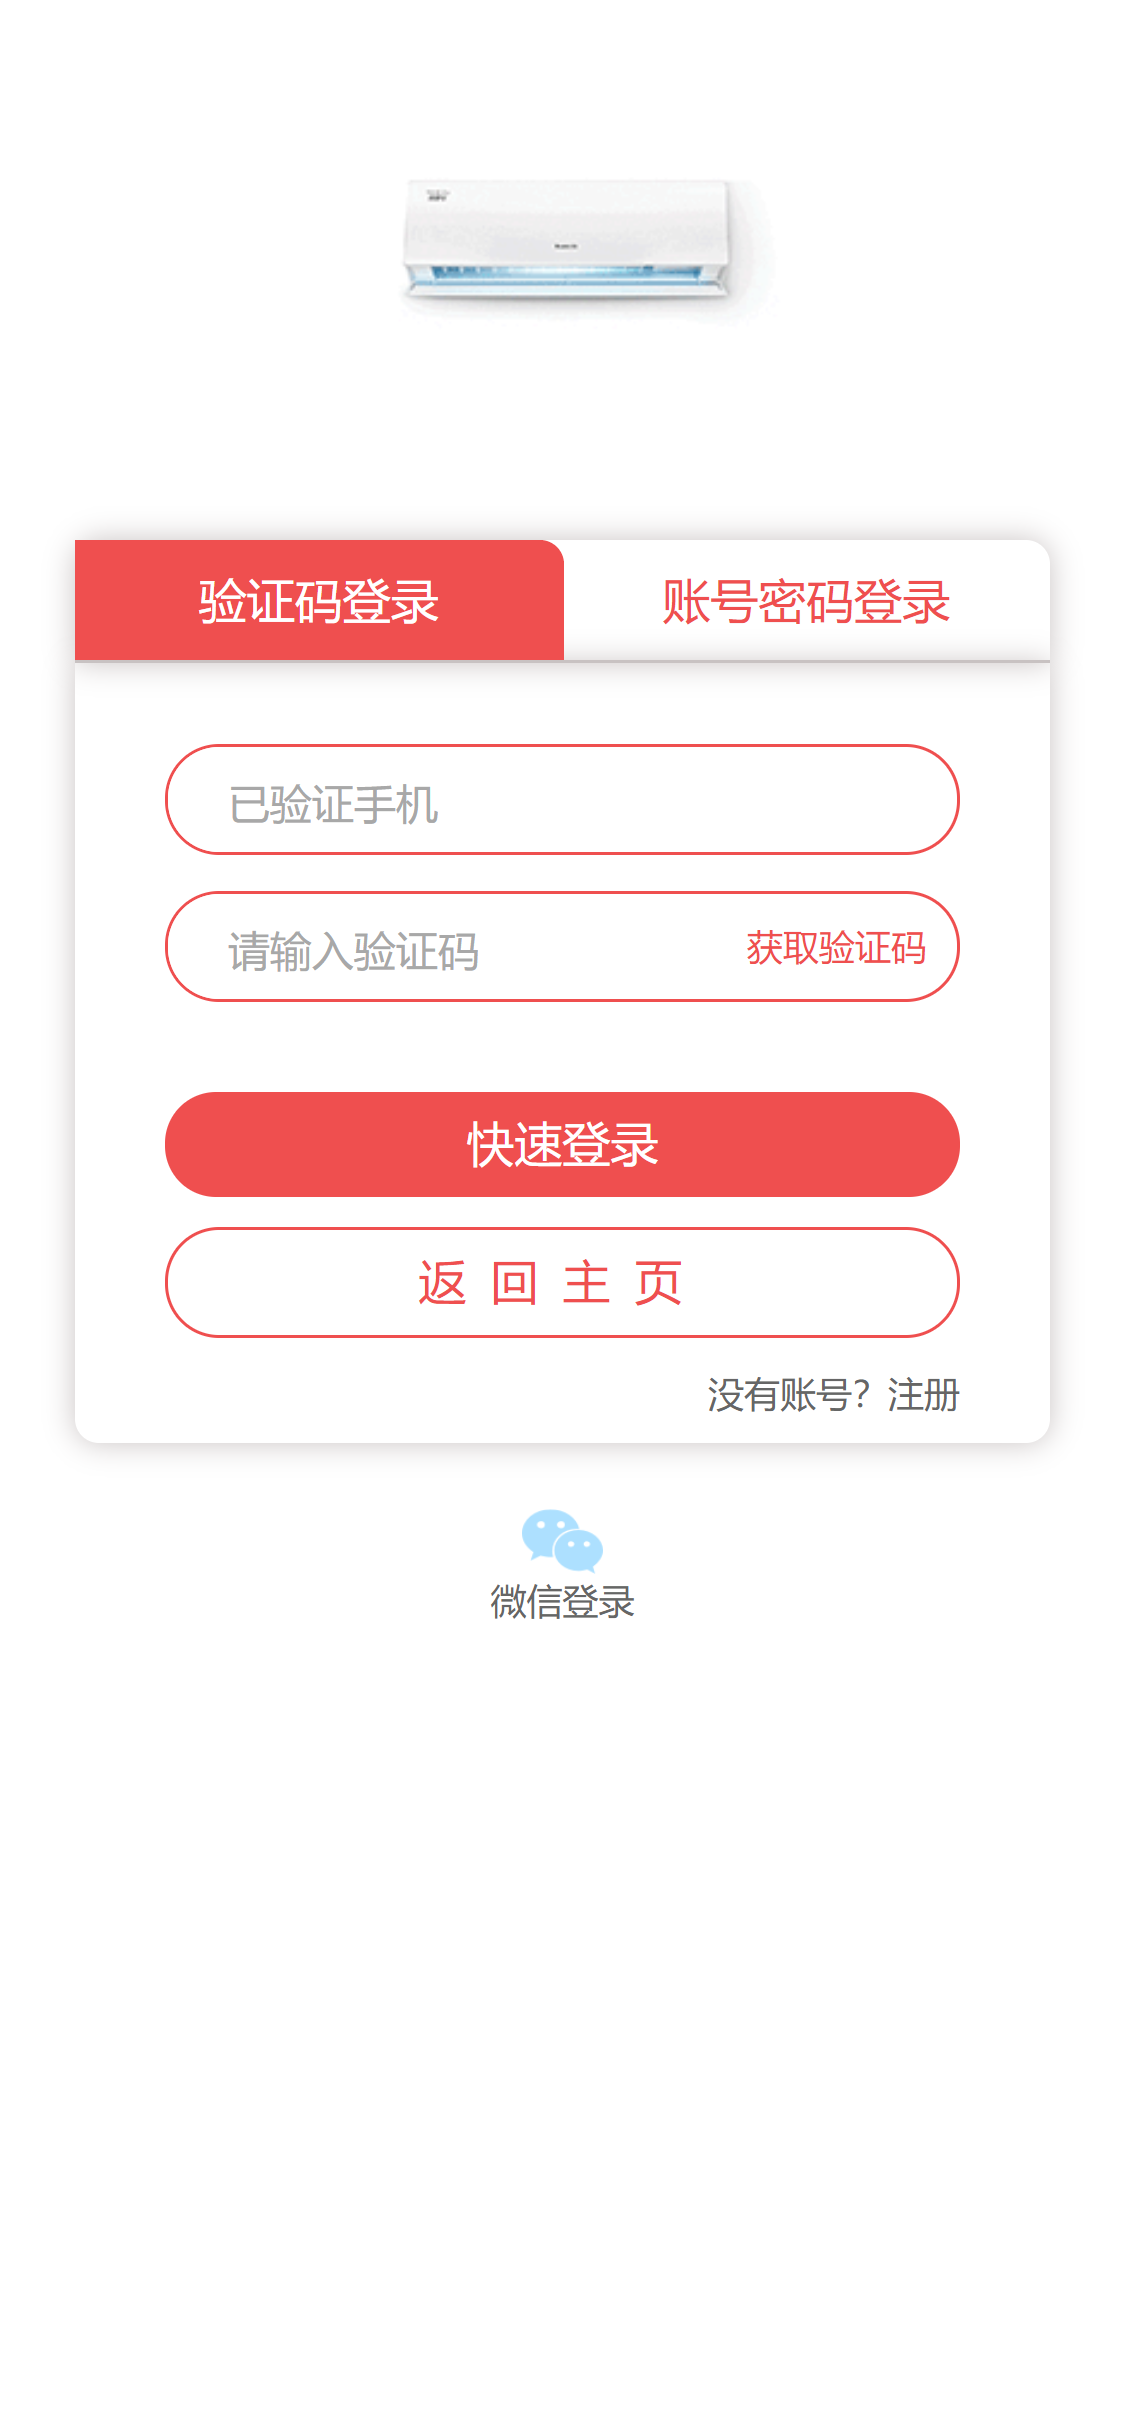 验证码登录 账号密码登录
已验证手机
请输入验证码 获取验证码
快速登录
返回主页
没有账号？注册
微信登录